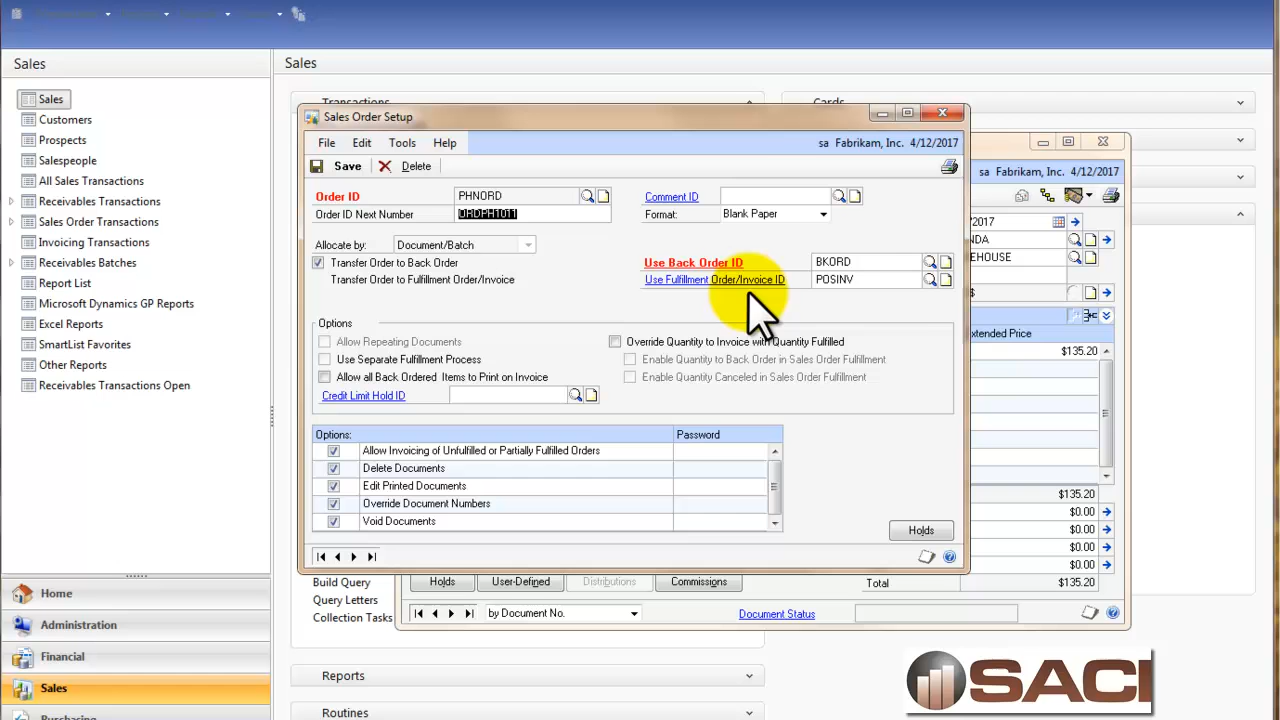 Sales
Sales
Sales
Customers
Prospects
Salespeople
All Sales Transactions
Receivables Transactions
Sales Order Transactions
Invoicing Transactions
Receivables Batches
Report List
Microsoft Dynamics GP Reports
Excel Reports
SmartList Favorites
Other Reports
Receivables Transactions Open
Home
Administration
Financial
Sales
Purchasing
Transactions
Cards
Sales Order Setup
File Edit Tools Help
sa Fabrikam, Inc. 4/12/2017
Save Delete
Order ID PHNORD
Comment ID
Order ID Next Number ORDPH1011
Format: Blank Paper
Allocate by: Document/Batch
Transfer Order to Back Order
Use Back Order ID BKORD
Transfer Order to Fulfillment Order/Invoice
Use Fulfillment Order/Invoice ID POSINV
Options
Allow Repeating Documents
Override Quantity to Invoice with Quantity Fulfilled
Use Separate Fulfillment Process
Enable Quantity to Back Order in Sales Order Fulfillment
Allow all Back Ordered Items to Print on Invoice
Enable Quantity Canceled in Sales Order Fulfillment
Credit Limit Hold ID
Options: Password
Allow Invoicing of Unfulfilled or Partially Fulfilled Orders
Delete Documents
Edit Printed Documents
Override Document Numbers
Void Documents
Holds
sa Fabrikam, Inc. 4/12/2017
/2017
NDA
EHOUSE
$
xtended Price
$135.20
$135.20
$0.00
$0.00
$0.00
$0.00
Build Query
Holds User-Defined Distributions Commissions
Total $135.20
Query Letters
Collection Tasks
by Document No.
Document Status
Reports
Routines
SACI